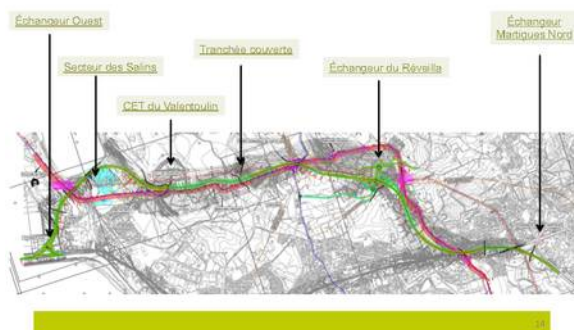 Échangeur Ouest
Secteur des Salins
CET du Valentoulin
Tranchée couverte
Échangeur du Réveilla
Échangeur
Martigues Nord
14